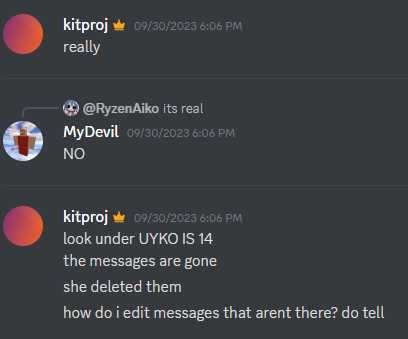 kitproj 09/30/2023 6:06 PM
really
@RyzenAiko its real
MyDevil 09/30/2023 6:06 PM
NO
kitproj 09/30/2023 6:06 PM
look under UYKO IS 14
the messages are gone
she deleted them
how do i edit messages that arent there? do tell